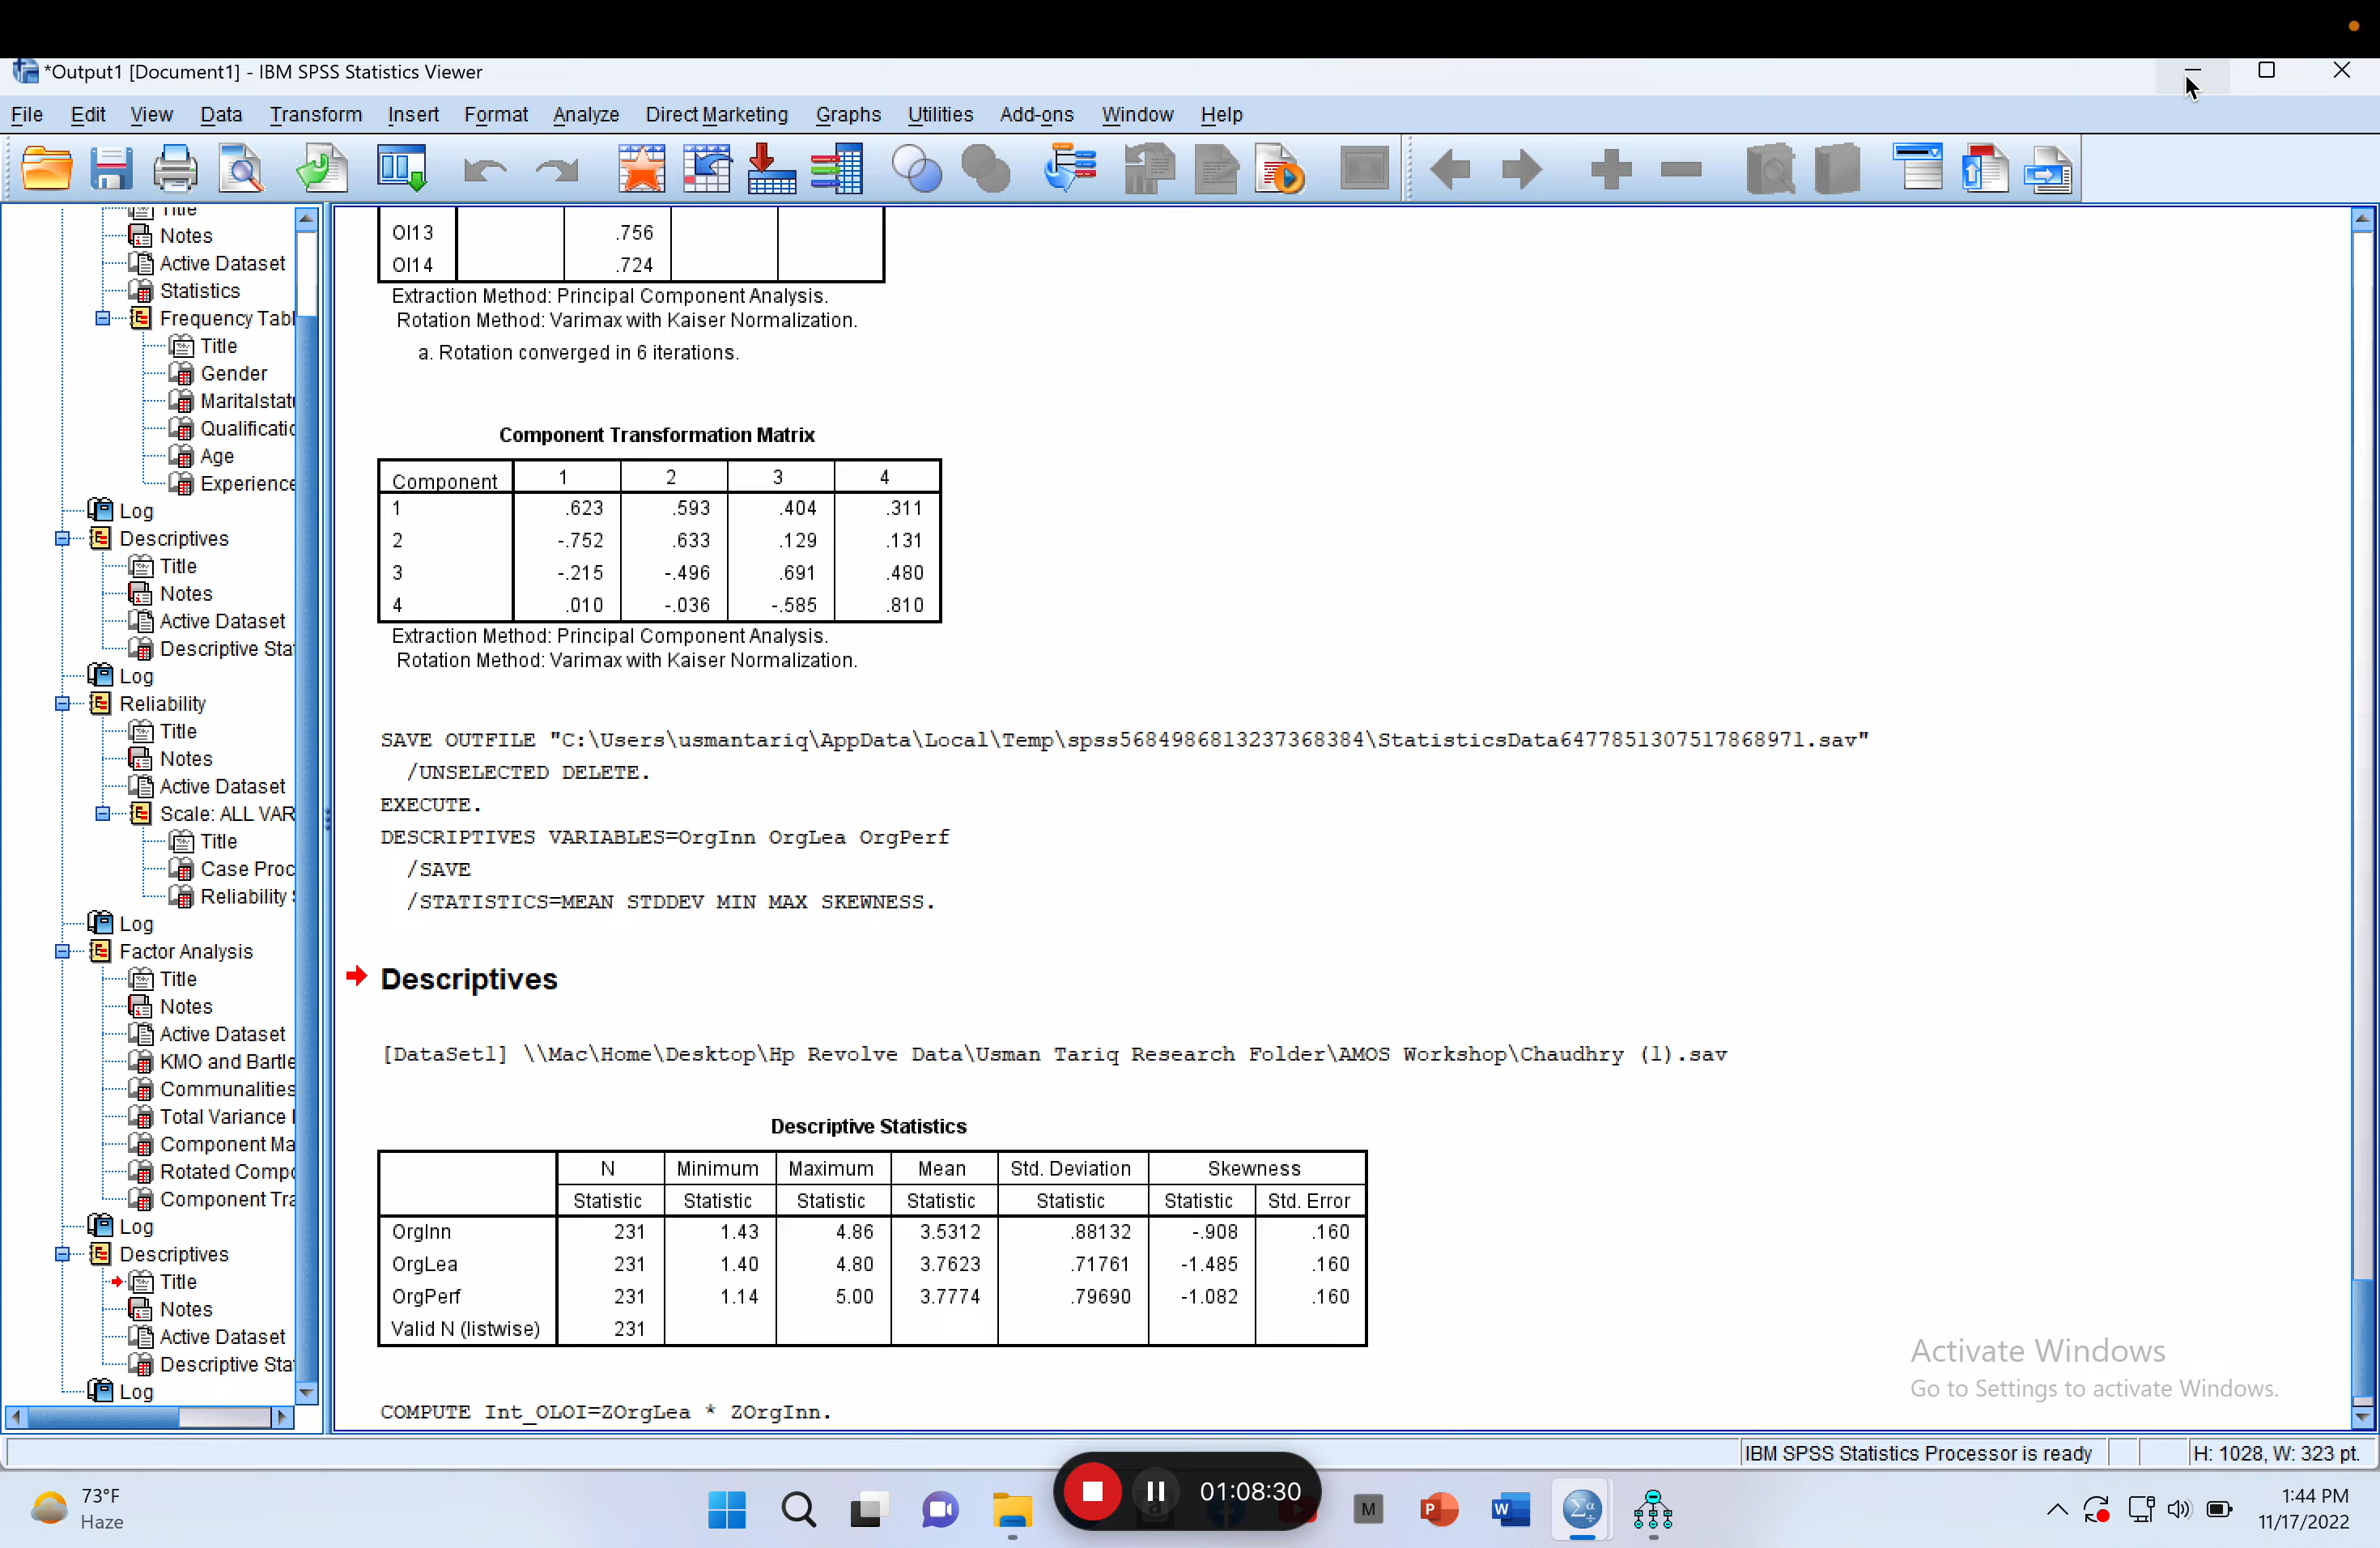 *Output1 [Document1] - IBM SPSS Statistics Viewer
File Edit View Data Transform Insert Format Analyze Direct Marketing Graphs Utilities Add-ons Window Help
Title
Notes
Active Dataset
Statistics
Frequency Tabl
Title
Gender
Maritalstatu
Qualificatic
Age
Experience
Log
Descriptives
Title
Notes
Active Dataset
Descriptive Stat
Log
Reliability
Title
Notes
Active Dataset
Scale: ALL VAR
Title
Case Proc
Reliability
Log
Factor Analysis
Title
Notes
Active Dataset
KMO and Bartle
Communalities
Total Variance
Component Ma
Rotated Compo
Component Tra
Log
Descriptives
Title
Notes
Active Dataset
Descriptive Stat
Log
OI13 .756
OI14 .724
Extraction Method: Principal Component Analysis.
Rotation Method: Varimax with Kaiser Normalization.
a. Rotation converged in 6 iterations.
Component Transformation Matrix
Component 1 2 3 4
1 .623 .593 .404 .311
2 -.752 .633 .129 .131
3 -.215 -.496 .691 .480
4 .010 -.036 -.585 .810
Extraction Method: Principal Component Analysis.
Rotation Method: Varimax with Kaiser Normalization.
SAVE OUTFILE "C:\Users\usmantariq\AppData\Local\Temp\spss5684986813237368384\StatisticsData6477851307517868971.sav"
/UNSELECTED DELETE.
EXECUTE.
DESCRIPTIVES VARIABLES=OrgInn OrgLea OrgPerf
/SAVE
/STATISTICS=MEAN STDDEV MIN MAX SKEWNESS.
Descriptives
[DataSet1] \\Mac\Home\Desktop\Hp Revolve Data\Usman Tariq Research Folder\AMOS Workshop\Chaudhry (1).sav
Descriptive Statistics
N Minimum Maximum Mean Std. Deviation Skewness
Statistic Statistic Statistic Statistic Statistic Statistic Std. Error
OrgInn 231 1.43 4.86 3.5312 .88132 -.908 .160
OrgLea 231 1.40 4.80 3.7623 .71761 -1.485 .160
OrgPerf 231 1.14 5.00 3.7774 .79690 -1.082 .160
Valid N (listwise) 231
COMPUTE Int_OLOI=ZOrgLea * ZOrgInn.
Activate Windows
Go to Settings to activate Windows.
IBM SPSS Statistics Processor is ready H: 1028, W: 323 pt.
73°F
Haze
01:08:30
M
P
W
Σα
1:44 PM
11/17/2022